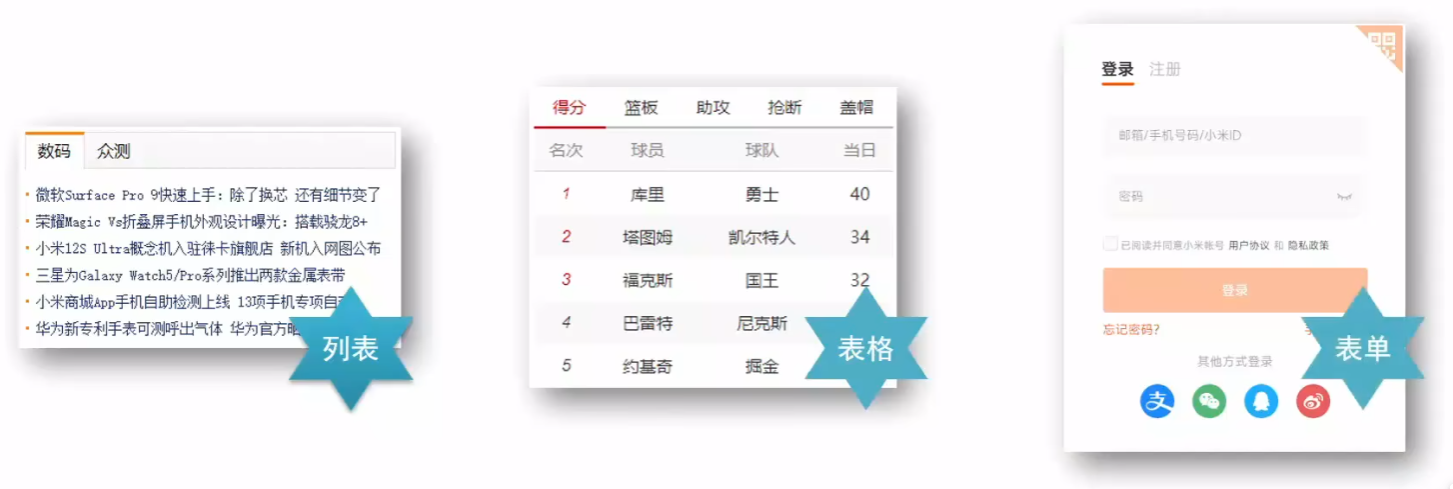 数码 众测
微软Surface Pro 9快速上手：除了换芯 还有细节变了
荣耀Magic Vs折叠屏手机外观设计曝光：搭载骁龙8+
小米12S Ultra概念机入驻徕卡旗舰店 新机入网图公布
三星为Galaxy Watch5/Pro系列推出两款金属表带
小米商城App手机自助检测上线 13项手机专项自
华为新专利手表可测呼出气体 华为官方
列表
得分 篮板 助攻 抢断 盖帽
名次 球员 球队 当日
1 库里 勇士 40
2 塔图姆 凯尔特人 34
3 福克斯 国王 32
4 巴雷特 尼克斯
5 约基奇 掘金
表格
登录 注册
邮箱/手机号码/小米ID
密码
已阅读并同意小米帐号 用户协议 和 隐私政策
登录
忘记密码?
其他方式登录
支
表单